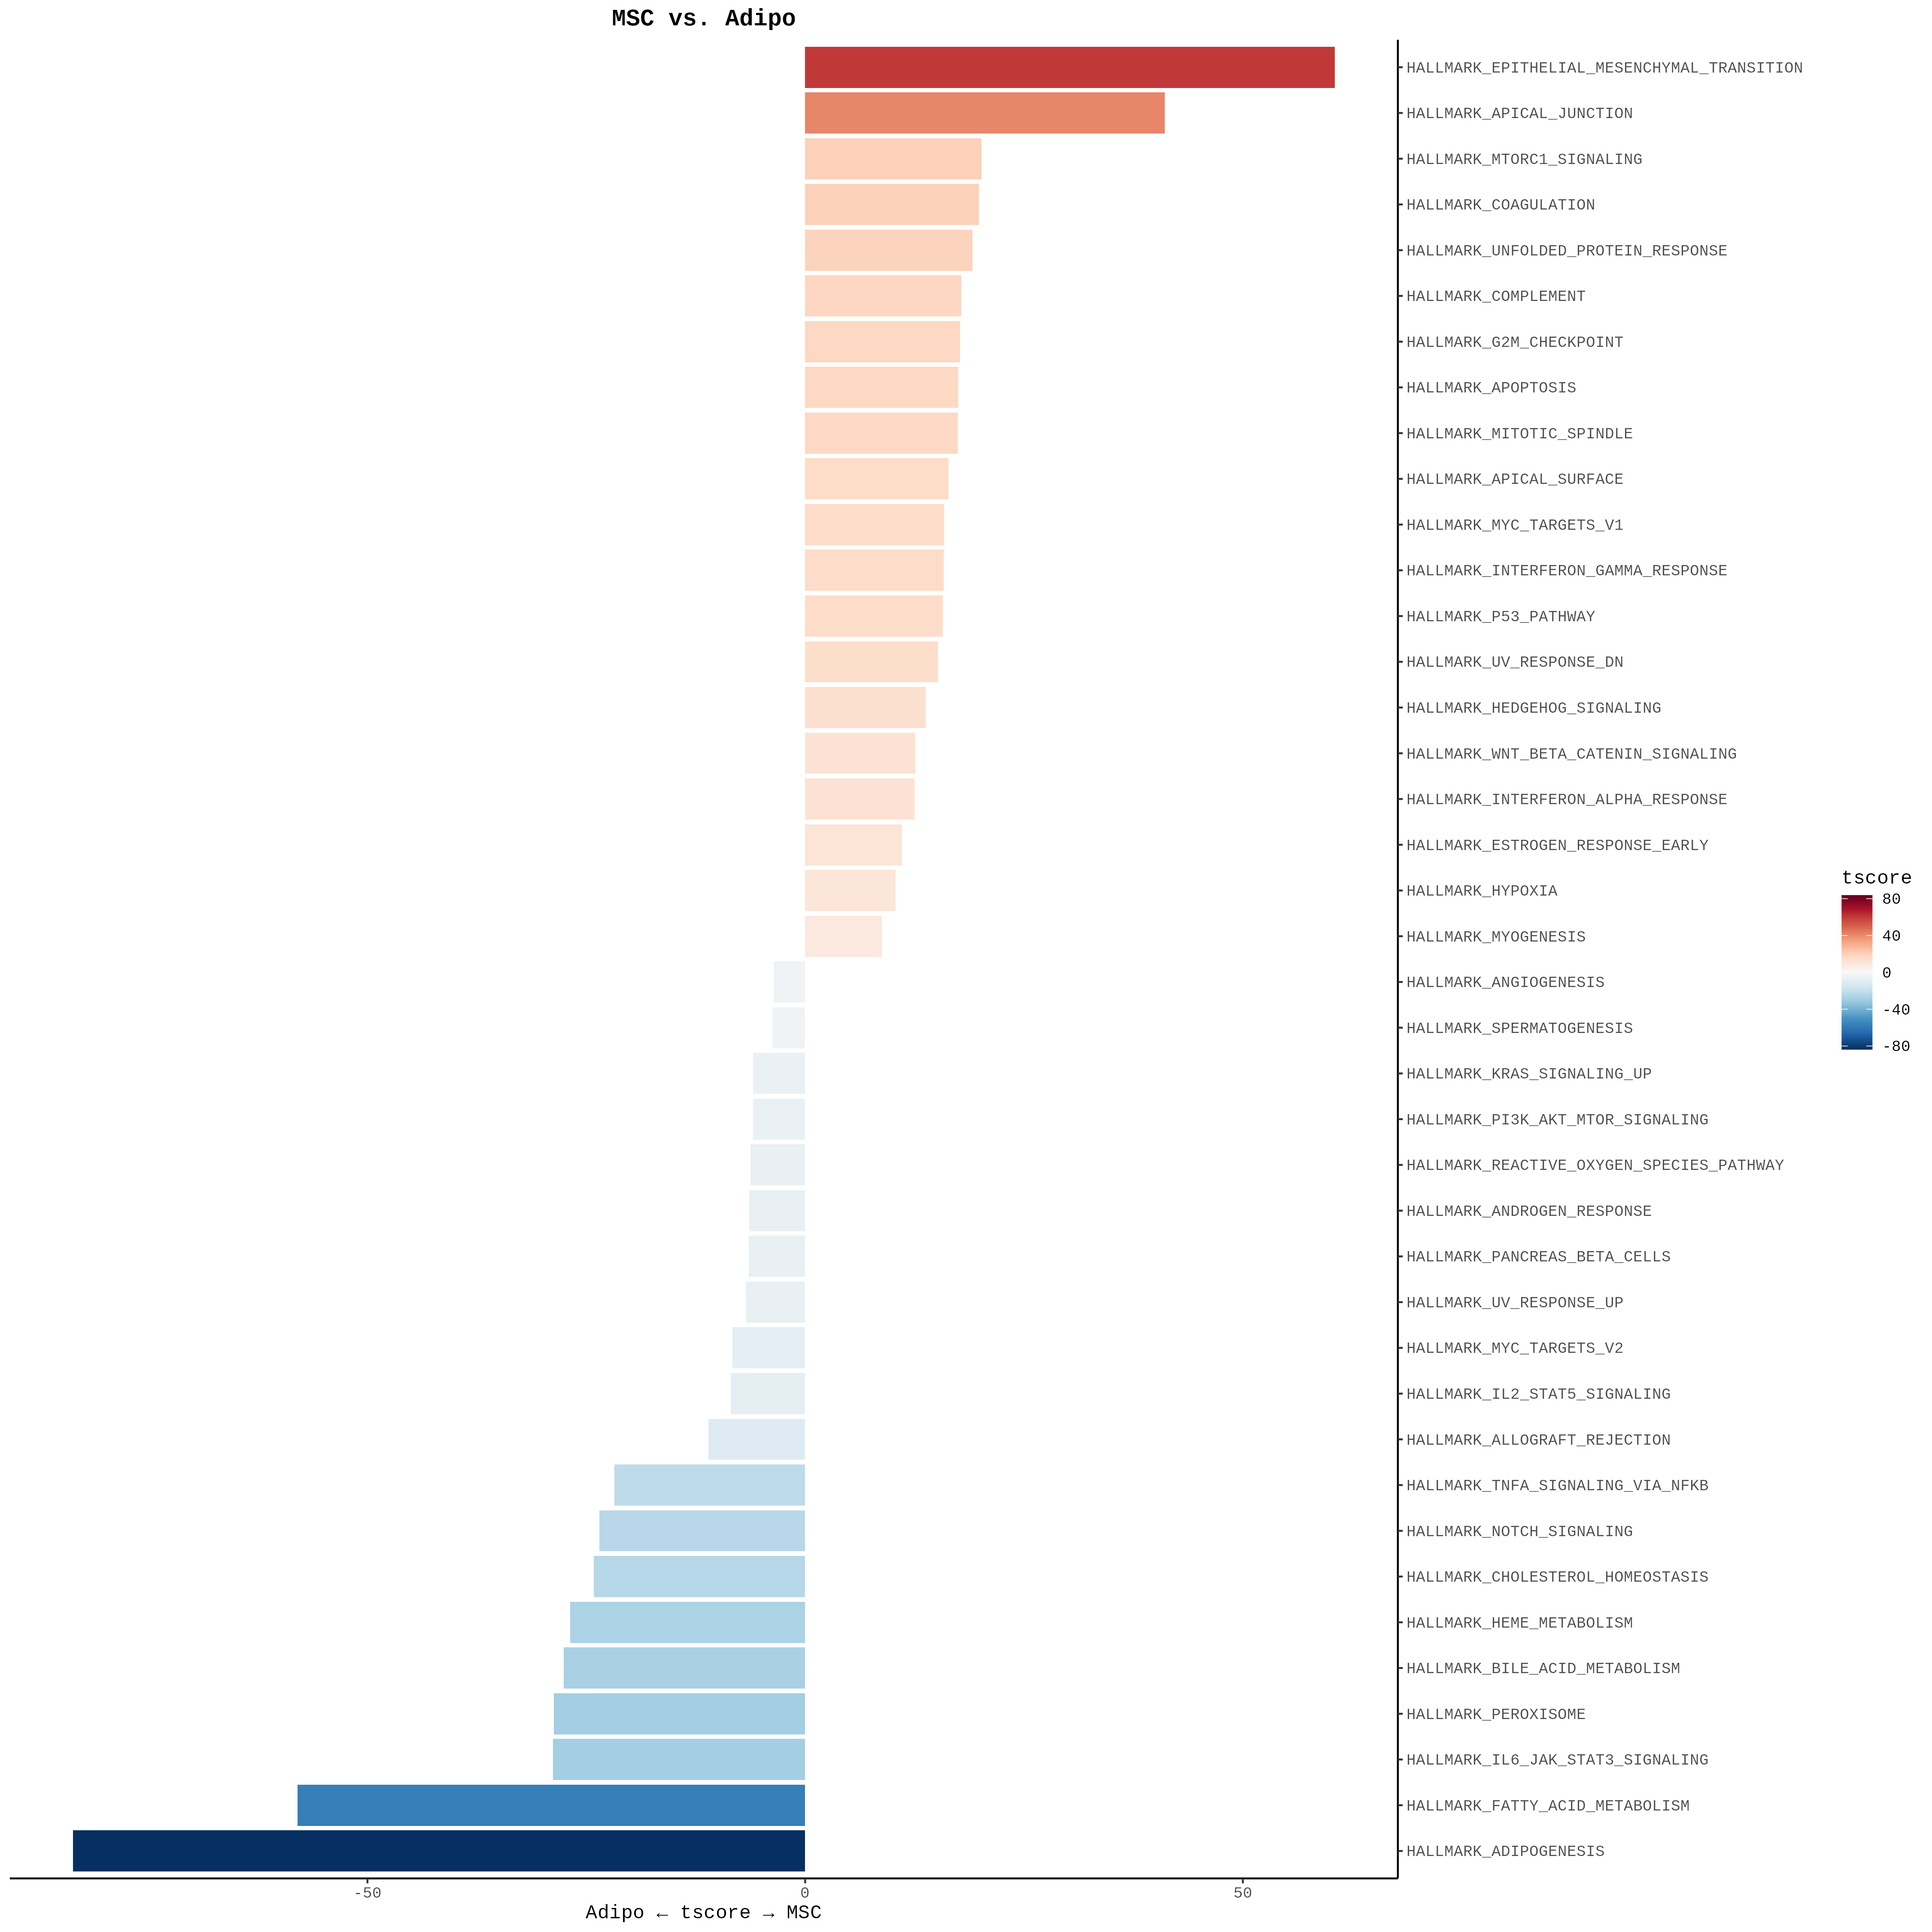 MSC vs. Adipo
HALLMARK_EPITHELIAL_MESENCHYMAL_TRANSITION
HALLMARK_APICAL_JUNCTION
HALLMARK_MTORC1_SIGNALING
HALLMARK_COAGULATION
HALLMARK_UNFOLDED_PROTEIN_RESPONSE
HALLMARK_COMPLEMENT
HALLMARK_G2M_CHECKPOINT
HALLMARK_APOPTOSIS
HALLMARK_MITOTIC_SPINDLE
HALLMARK_APICAL_SURFACE
HALLMARK_MYC_TARGETS_V1
HALLMARK_INTERFERON_GAMMA_RESPONSE
HALLMARK_P53_PATHWAY
HALLMARK_UV_RESPONSE_DN
HALLMARK_HEDGEHOG_SIGNALING
HALLMARK_WNT_BETA_CATENIN_SIGNALING
HALLMARK_INTERFERON_ALPHA_RESPONSE
HALLMARK_ESTROGEN_RESPONSE_EARLY
HALLMARK_HYPOXIA
HALLMARK_MYOGENESIS
HALLMARK_ANGIOGENESIS
HALLMARK_SPERMATOGENESIS
HALLMARK_KRAS_SIGNALING_UP
HALLMARK_PI3K_AKT_MTOR_SIGNALING
HALLMARK_REACTIVE_OXYGEN_SPECIES_PATHWAY
HALLMARK_ANDROGEN_RESPONSE
HALLMARK_PANCREAS_BETA_CELLS
HALLMARK_UV_RESPONSE_UP
HALLMARK_MYC_TARGETS_V2
HALLMARK_IL2_STAT5_SIGNALING
HALLMARK_ALLOGRAFT_REJECTION
HALLMARK_TNFA_SIGNALING_VIA_NFKB
HALLMARK_NOTCH_SIGNALING
HALLMARK_CHOLESTEROL_HOMEOSTASIS
HALLMARK_HEME_METABOLISM
HALLMARK_BILE_ACID_METABOLISM
HALLMARK_PEROXISOME
HALLMARK_IL6_JAK_STAT3_SIGNALING
HALLMARK_FATTY_ACID_METABOLISM
HALLMARK_ADIPOGENESIS
-50 0 50
Adipo ← tscore → MSC
tscore
80
40
0
-40
-80